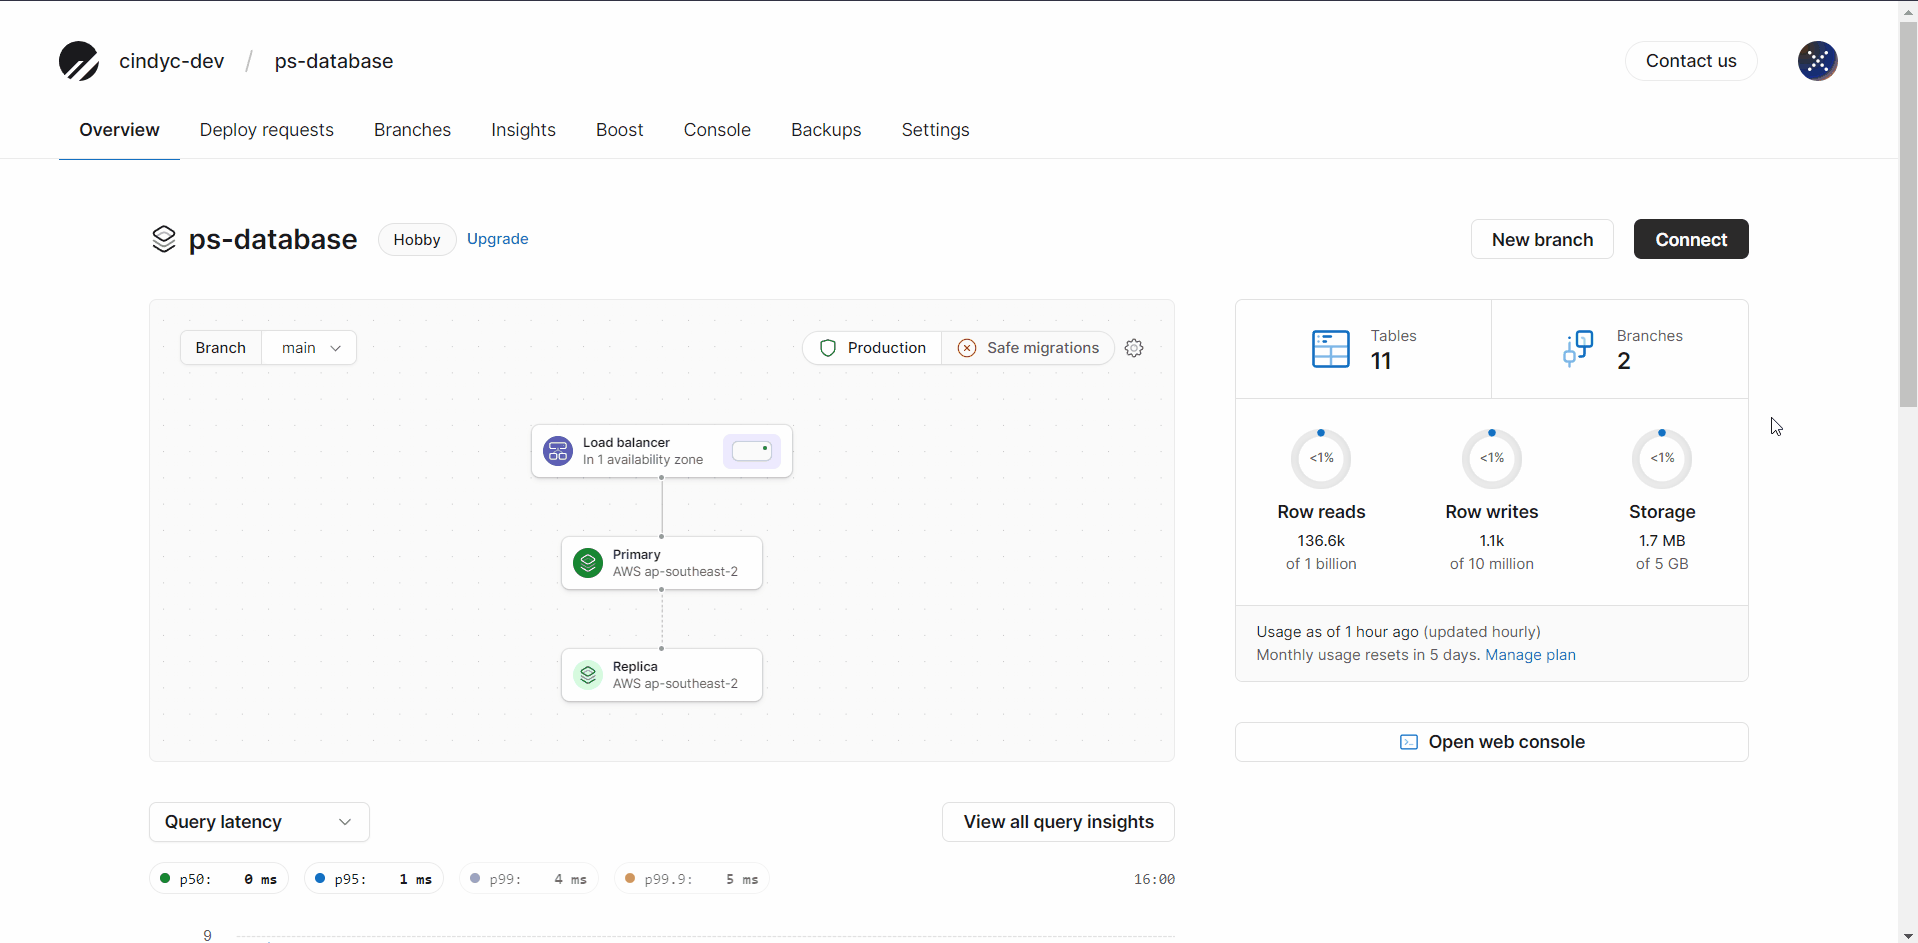 cindyc-dev / ps-database
Contact us
Overview
Deploy requests
Branches
Insights
Boost
Console
Backups
Settings
ps-database
Hobby
Upgrade
New branch
Connect
Branch
main
Production
Safe migrations
Load balancer
In 1 availability zone
Primary
AWS ap-southeast-2
Replica
AWS ap-southeast-2
Tables
11
Branches
2
<1%
Row reads
136.6k
of 1 billion
<1%
Row writes
1.1k
of 10 million
<1%
Storage
1.7 MB
of 5 GB
Usage as of 1 hour ago (updated hourly)
Monthly usage resets in 5 days. Manage plan
Open web console
Query latency
View all query insights
p50: 0 ms
p95: 1 ms
p99: 4 ms
p99.9: 5 ms
16:00
9